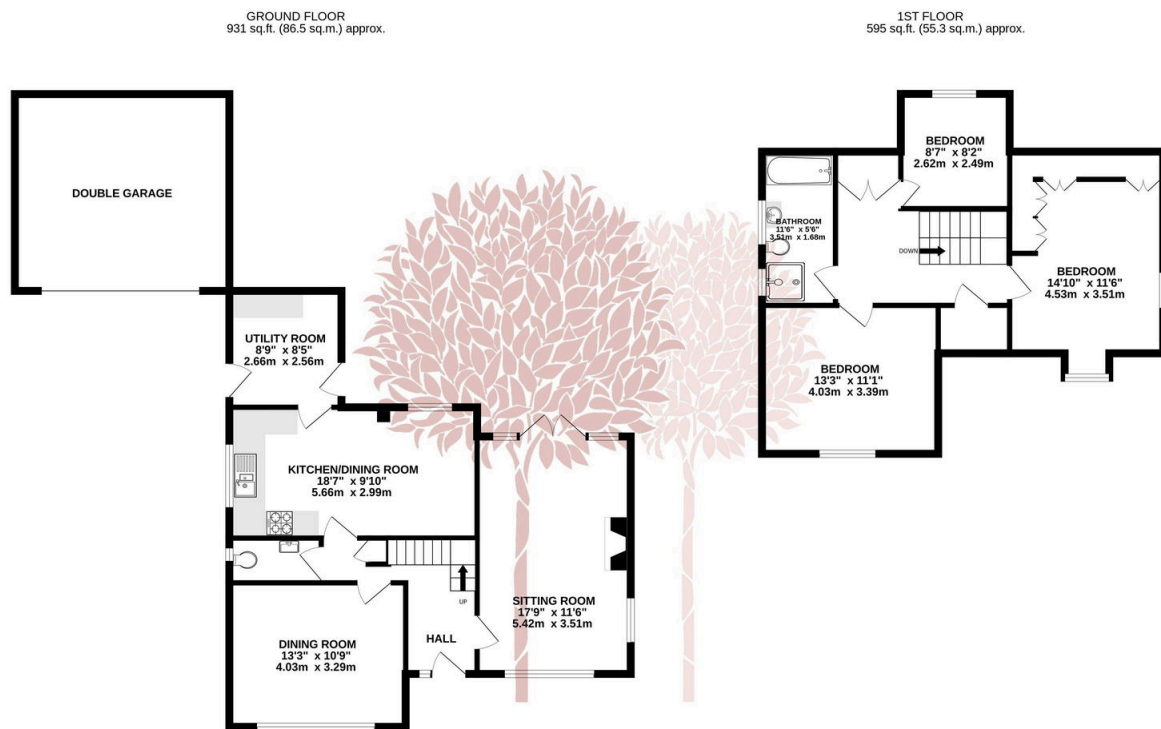 GROUND FLOOR
931 sq.ft. (86.5 sq.m.) approx.
1ST FLOOR
595 sq.ft. (55.3 sq.m.) approx.
DOUBLE GARAGE
UTILITY ROOM
8'9" x 8'5"
2.66m x 2.56m
KITCHEN/DINING ROOM
18'7" x 9'10"
5.66m x 2.99m
UP
HALL
SITTING ROOM
17'9" x 11'6"
5.42m x 3.51m
DINING ROOM
13'3" x 10'9"
4.03m x 3.29m
BEDROOM
8'7" x 8'2"
2.62m x 2.49m
BATHROOM
11'6" x 5'6"
3.51m x 1.68m
DOWN
BEDROOM
14'10" x 11'6"
4.53m x 3.51m
BEDROOM
13'3" x 11'1"
4.03m x 3.39m